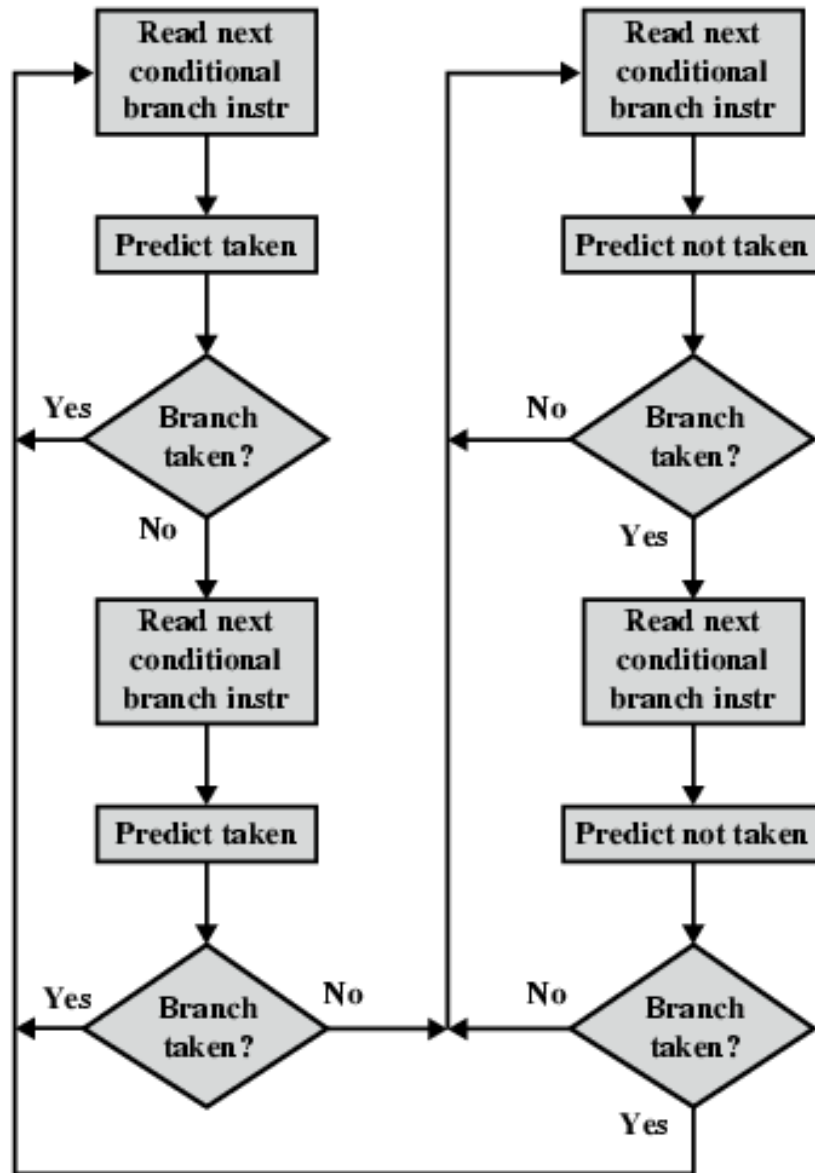 Read next
conditional
branch instr
Predict taken
Yes
Branch
taken?
No
Read next
conditional
branch instr
Predict taken
Yes
Branch
taken?
No
Read next
conditional
branch instr
Predict not taken
No
Branch
taken?
Yes
Read next
conditional
branch instr
Predict not taken
No
Branch
taken?
Yes